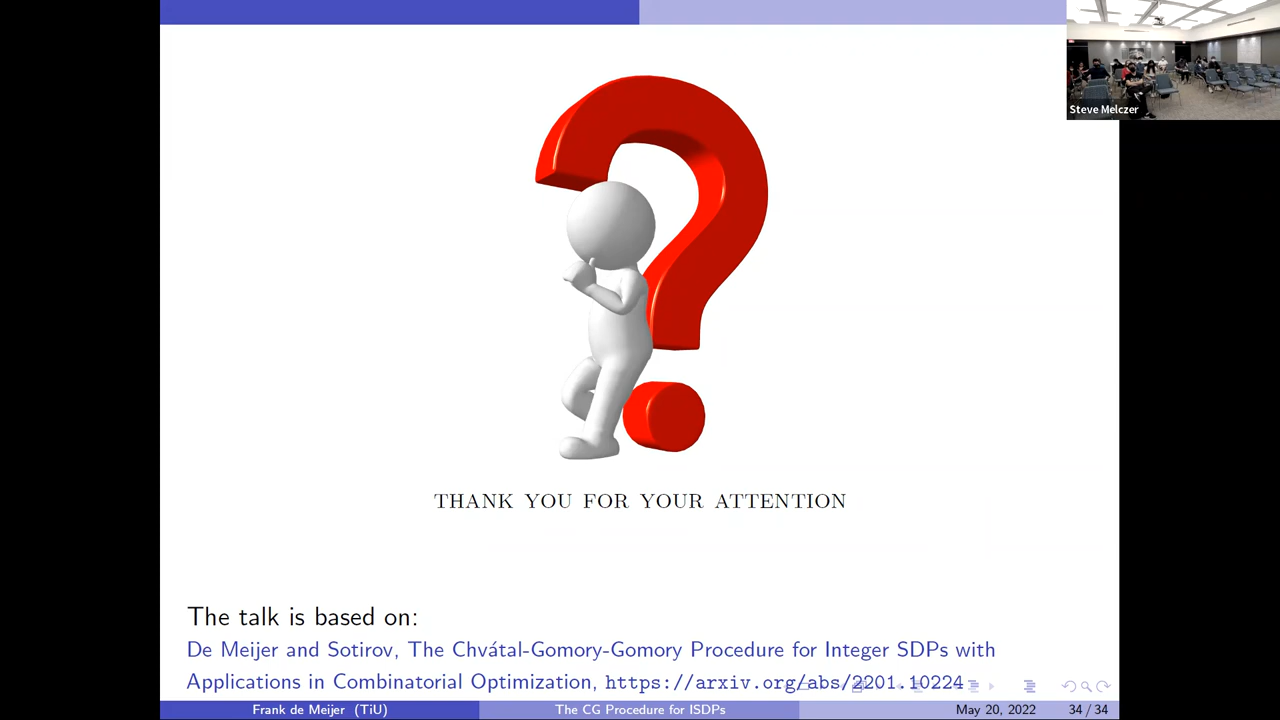 Steve Melczer
THANK YOU FOR YOUR ATTENTION
The talk is based on:
De Meijer and Sotirov, The Chvátal-Gomory-Gomory Procedure for Integer SDPs with
Applications in Combinatorial Optimization, https://arxiv.org/abs/2201.10224
Frank de Meijer (TiU) The CG Procedure for ISDPs May 20, 2022 34 / 34